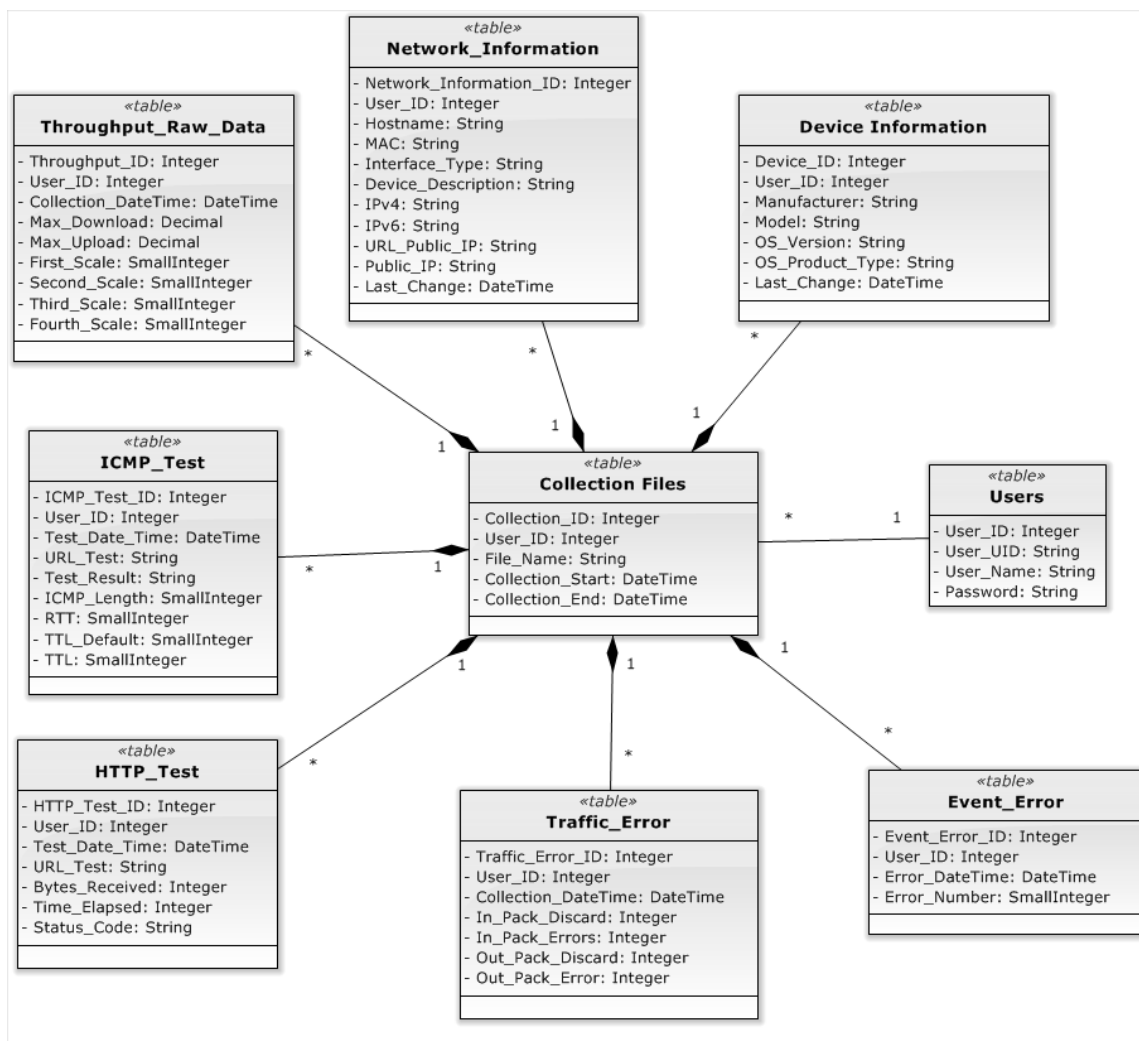 «table»
Network_Information
- Network_Information_ID: Integer
- User_ID: Integer
- Hostname: String
- MAC: String
- Interface_Type: String
- Device_Description: String
- IPv4: String
- IPv6: String
- URL_Public_IP: String
- Public_IP: String
- Last_Change: DateTime
«table»
Throughput_Raw_Data
- Throughput_ID: Integer
- User_ID: Integer
- Collection_DateTime: DateTime
- Max_Download: Decimal
- Max_Upload: Decimal
- First_Scale: SmallInteger
- Second_Scale: SmallInteger
- Third_Scale: SmallInteger
- Fourth_Scale: SmallInteger
«table»
Device Information
- Device_ID: Integer
- User_ID: Integer
- Manufacturer: String
- Model: String
- OS_Version: String
- OS_Product_Type: String
- Last_Change: DateTime
*
*
*
1
1
1
«table»
ICMP_Test
- ICMP_Test_ID: Integer
- User_ID: Integer
- Test_Date_Time: DateTime
- URL_Test: String
- Test_Result: String
- ICMP_Length: SmallInteger
- RTT: SmallInteger
- TTL_Default: SmallInteger
- TTL: SmallInteger
*
1
«table»
Collection Files
- Collection_ID: Integer
- User_ID: Integer
- File_Name: String
- Collection_Start: DateTime
- Collection_End: DateTime
*
1
«table»
Users
- User_ID: Integer
- User_UID: String
- User_Name: String
- Password: String
1
1
1
*
*
*
«table»
HTTP_Test
- HTTP_Test_ID: Integer
- User_ID: Integer
- Test_Date_Time: DateTime
- URL_Test: String
- Bytes_Received: Integer
- Time_Elapsed: Integer
- Status_Code: String
«table»
Traffic_Error
- Traffic_Error_ID: Integer
- User_ID: Integer
- Collection_DateTime: DateTime
- In_Pack_Discard: Integer
- In_Pack_Errors: Integer
- Out_Pack_Discard: Integer
- Out_Pack_Error: Integer
«table»
Event_Error
- Event_Error_ID: Integer
- User_ID: Integer
- Error_DateTime: DateTime
- Error_Number: SmallInteger